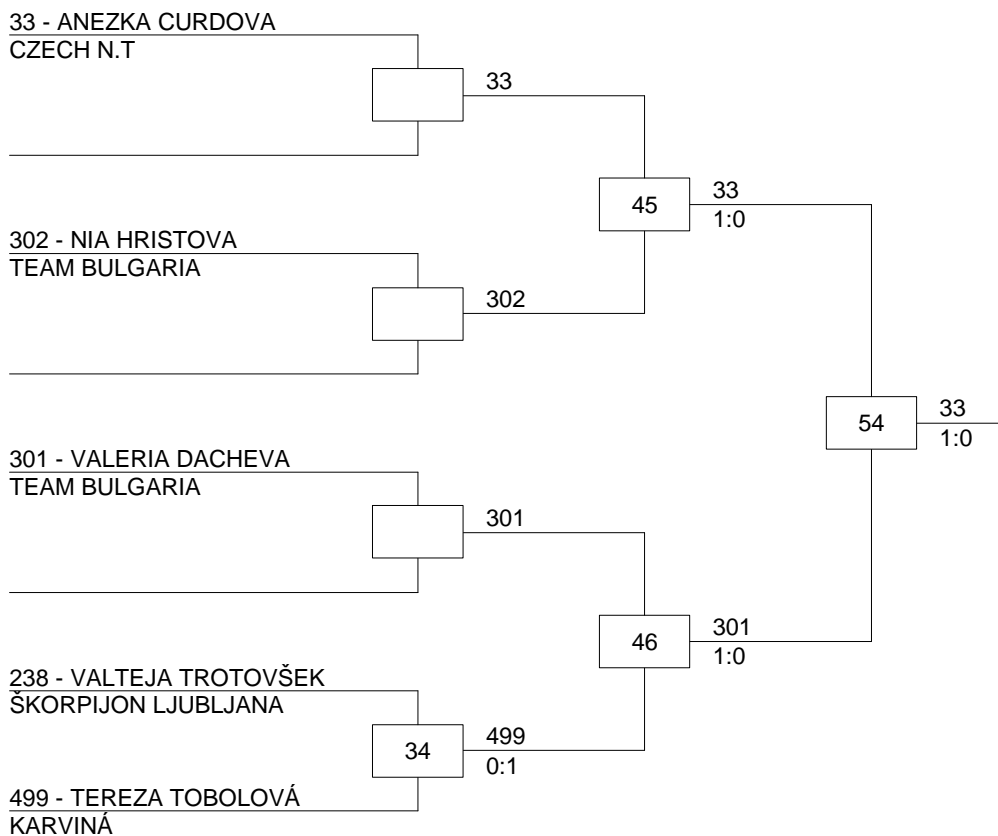 33 - ANEZKA CURDOVA
CZECH N.T
33
45
33
1:0
302 - NIA HRISTOVA
TEAM BULGARIA
302
54
33
1:0
301 - VALERIA DACHEVA
TEAM BULGARIA
301
46
301
1:0
238 - VALTEJA TROTOVŠEK
ŠKORPIJON LJUBLJANA
34
499
0:1
499 - TEREZA TOBOLOVÁ
KARVINÁ